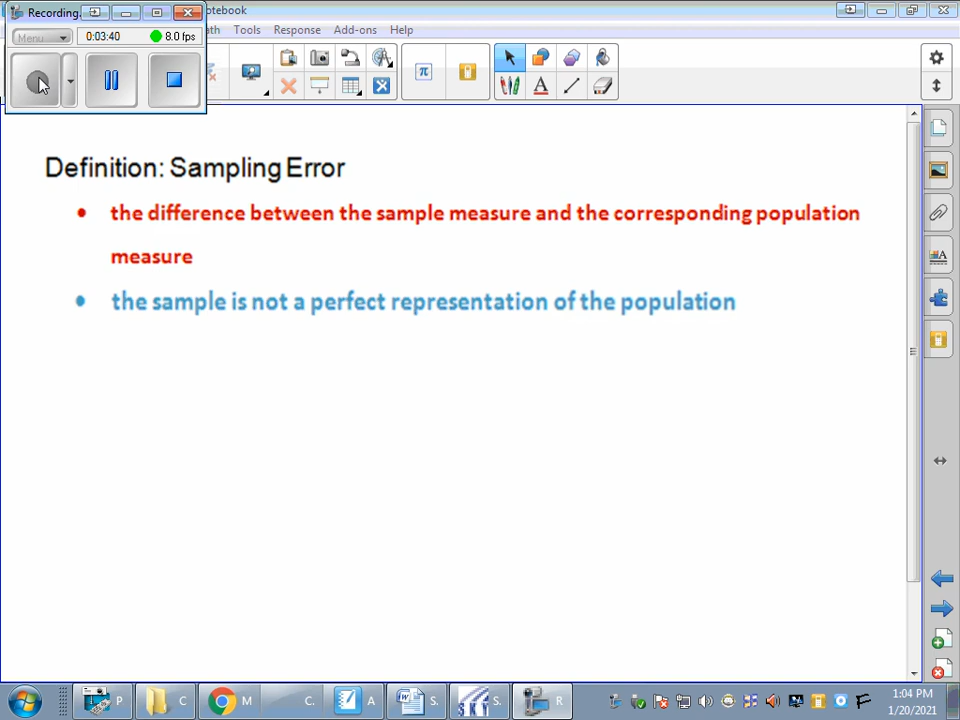 Recording.
otebook
Menu
0:03:40
8.0 fps
ath Tools Response Add-ons Help
Definition: Sampling Error
• the difference between the sample measure and the corresponding population
measure
• the sample is not a perfect representation of the population
P
C
M
C.
A
S.
S.
R
1:04 PM
1/20/2021